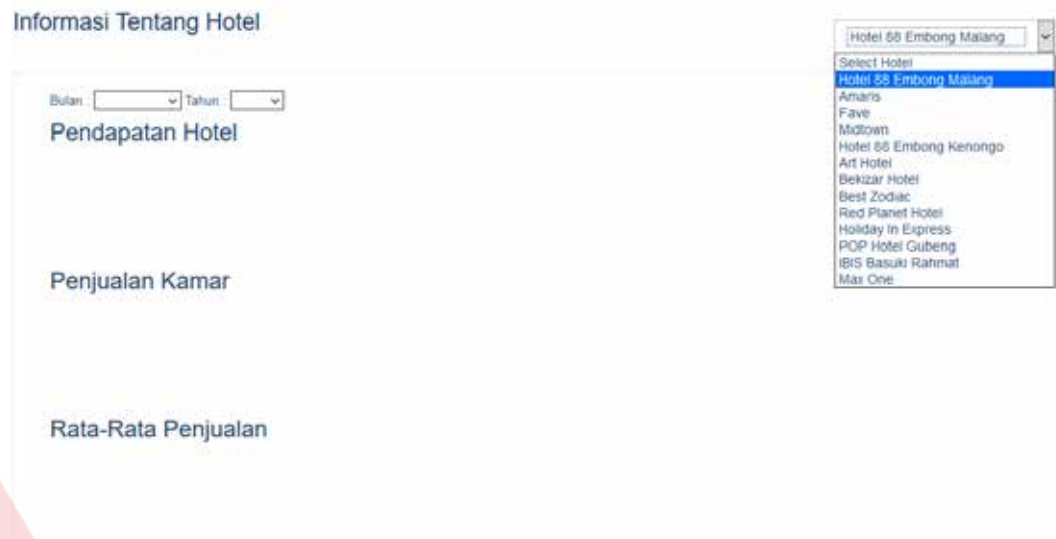 Informasi Tentang Hotel
Hotel 88 Embong Malang
Select Hotel
Hotel 88 Embong Malang
Amaris
Fave
Midtown
Hotel 88 Embong Kenongo
Art Hotel
Bekizar Hotel
Best Zodiac
Red Planet Hotel
Holiday In Express
POP Hotel Gubeng
IBIS Basuki Rahmat
Max One
Bulan : Tahun :
Pendapatan Hotel
Penjualan Kamar
Rata-Rata Penjualan